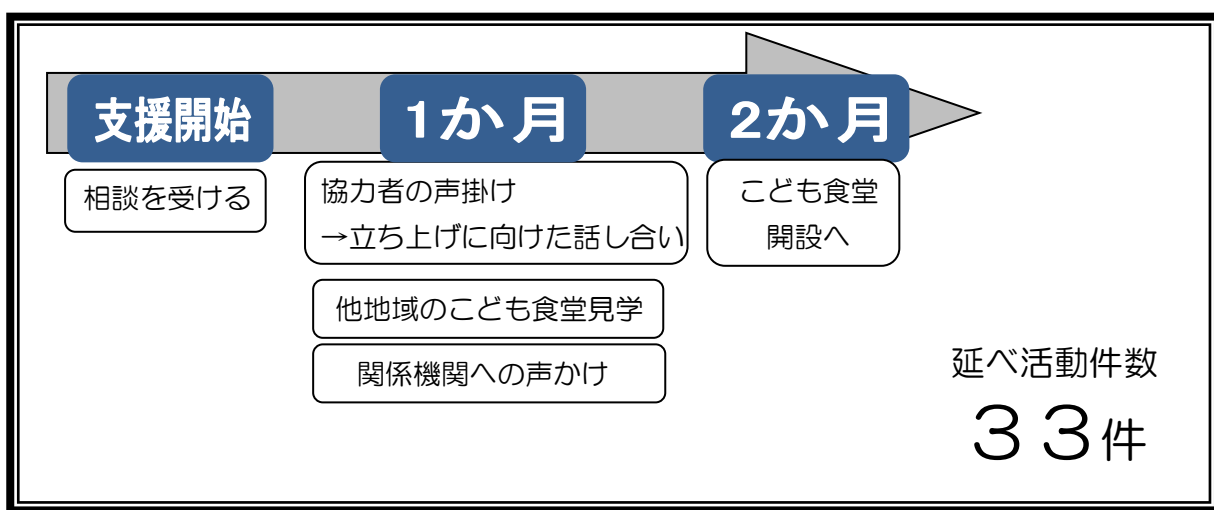 支援開始
1か月
2か月
相談を受ける
協力者の声掛け
→立ち上げに向けた話し合い
こども食堂
開設へ
他地域のこども食堂見学
関係機関への声かけ
延べ活動件数
３３件